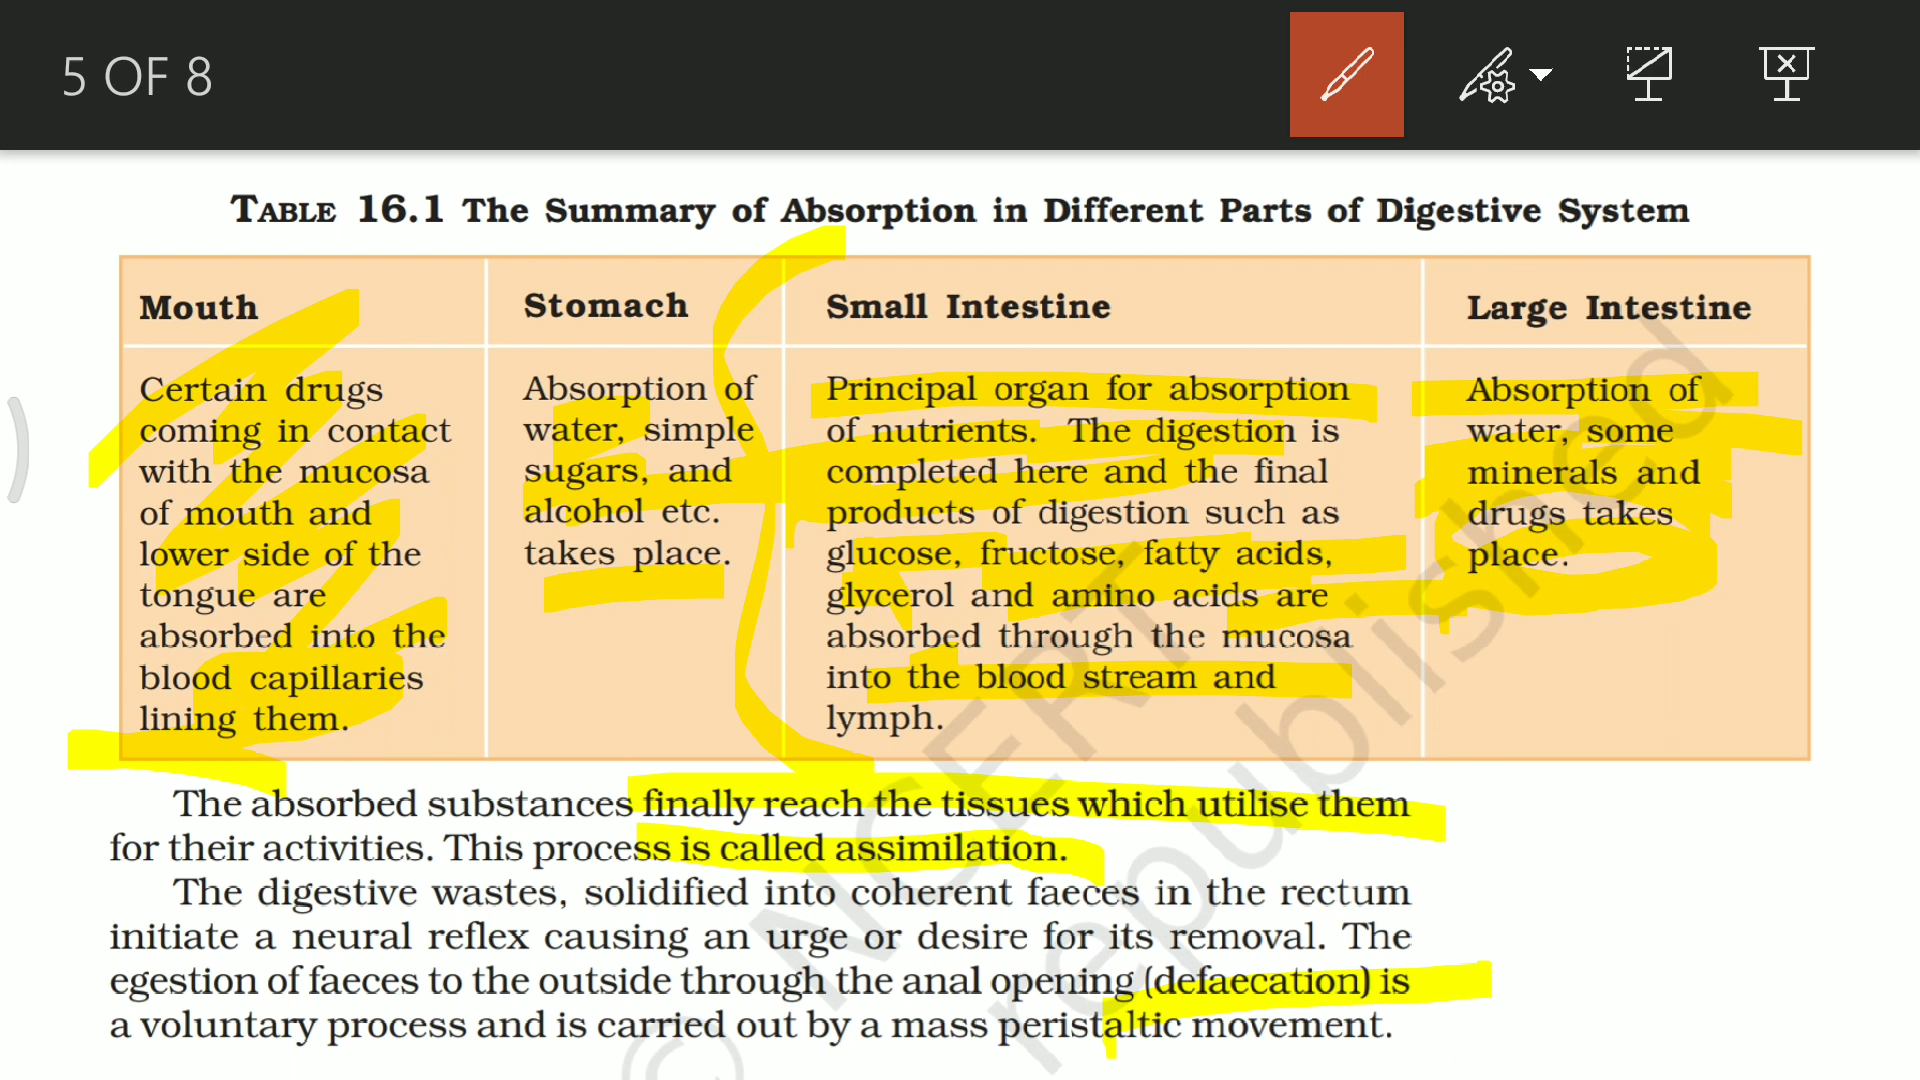 5 OF 8
TABLE 16.1 The Summary of Absorption in Different Parts of Digestive System
Mouth
Certain drugs
coming in contact
with the mucosa
of mouth and
lower side of the
tongue are
absorbed into the
blood capillaries
lining them.
Stomach
Absorption of
water, simple
sugars, and
alcohol etc.
takes place.
Small Intestine
Principal organ for absorption
of nutrients. The digestion is
completed here and the final
products of digestion such as
glucose, fructose, fatty acids,
glycerol and amino acids are
absorbed through the mucosa
into the blood stream and
lymph.
Large Intestine
Absorption of
water, some
minerals and
drugs takes
place.
The absorbed substances finally reach the tissues which utilise them
for their activities. This process is called assimilation.
The digestive wastes, solidified into coherent faeces in the rectum
initiate a neural reflex causing an urge or desire for its removal. The
egestion of faeces to the outside through the anal opening (defaecation) is
a voluntary process and is carried out by a mass peristaltic movement.
© NCERT
republished